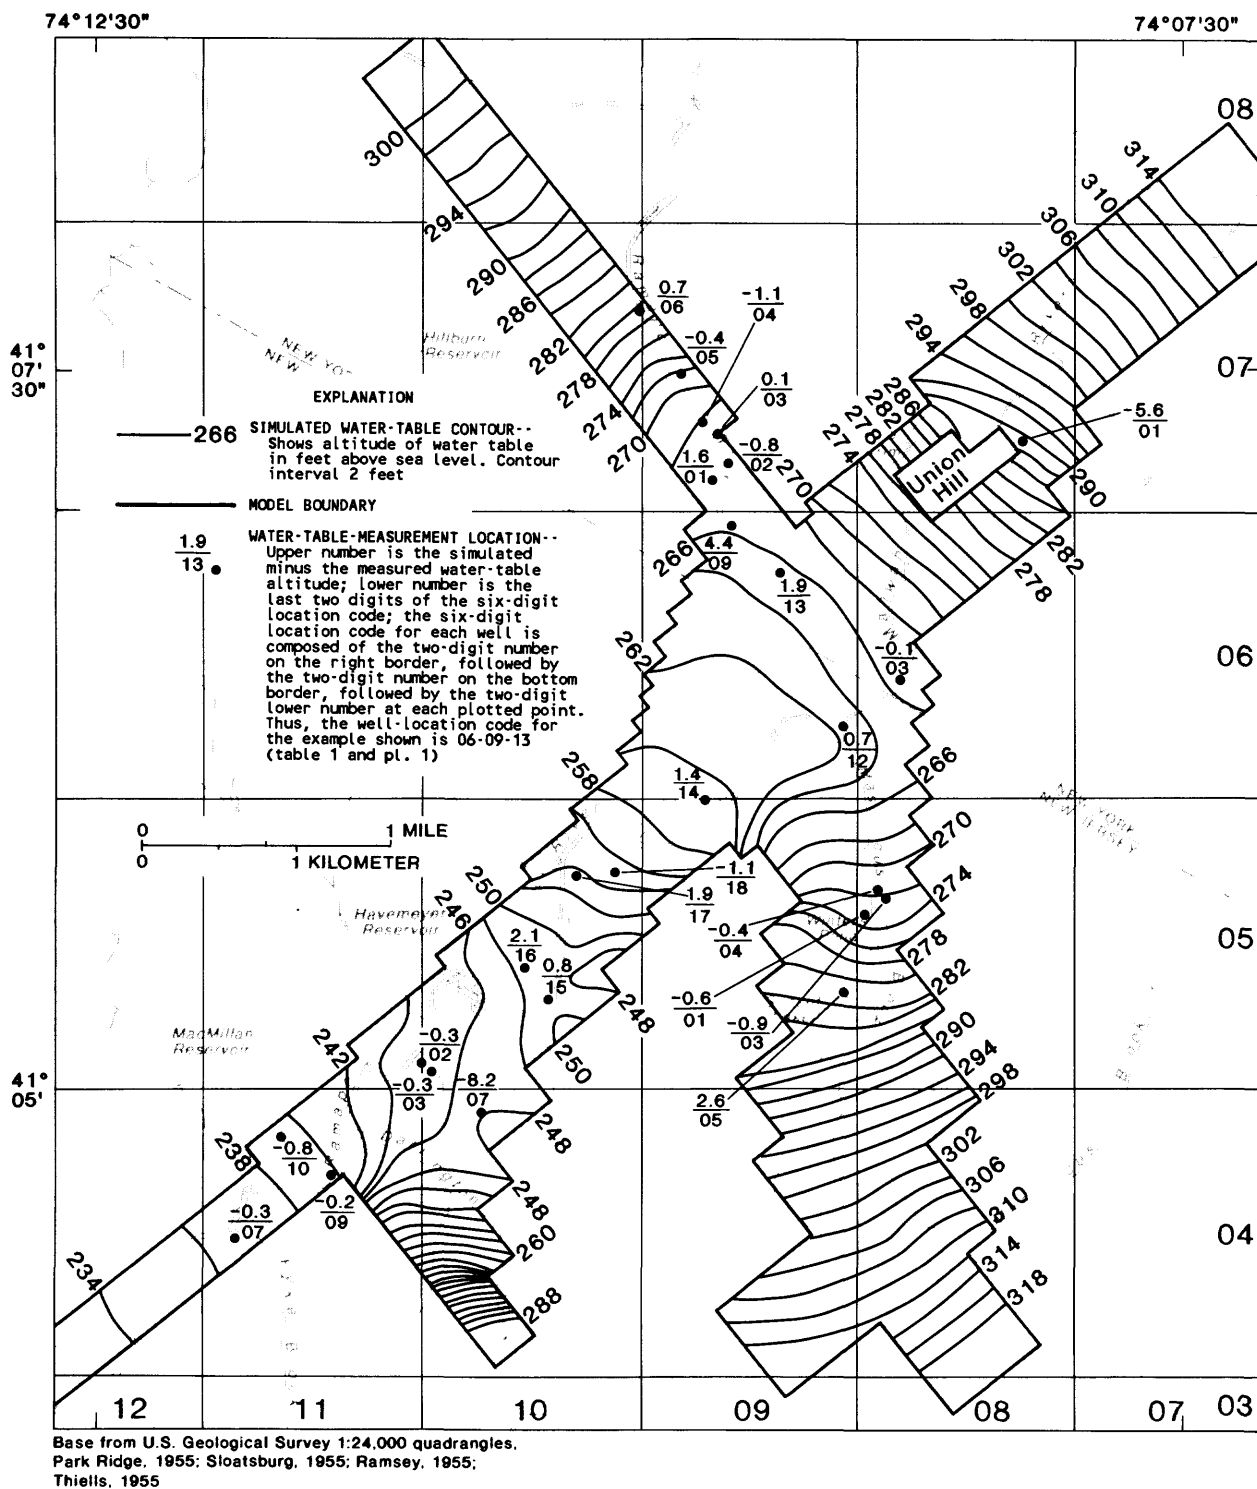 74°12'30"
74°07'30"
08
314
310
306
300
302
294
298
290
0.7
06
-1.1
04
286
294
Hillburn
Reservoir
-0.4
05
282
41°
07'
30"
NEW YO
NEW
07
278
0.1
03
286
282
278
274
-5.6
01
EXPLANATION
274
270
266 SIMULATED WATER-TABLE CONTOUR--
Shows altitude of water table
in feet above sea level. Contour
interval 2 feet
1.6
01
-0.8
02
270
Union
Hill
290
MODEL BOUNDARY
1.9
13
WATER-TABLE-MEASUREMENT LOCATION--
Upper number is the simulated
minus the measured water-table
altitude; lower number is the
last two digits of the six-digit
location code; the six-digit
location code for each well is
composed of the two-digit number
on the right border, followed by
the two-digit number on the bottom
border, followed by the two-digit
lower number at each plotted point.
Thus, the well-location code for
the example shown is 06-09-13
(table 1 and pl. 1)
266
4.4
09
1.9
13
282
278
262
-0.1
03
06
0.7
12
258
1.4
14
266
NEW YORK
NEW JERSEY
0 1 MILE
0 1 KILOMETER
270
250
-1.1
18
1.9
17
274
246
Havemeyer
Reservoir
2.1
16
-0.4
04
05
278
0.8
15
282
-0.6
01
248
MacMillan
Reservoir
242
-0.3
02
-0.9
03
290
250
294
41°
05'
-0.3
03
-8.2
07
298
2.6
05
248
238
-0.8
10
302
306
248
310
-0.3
07
-0.2
09
260
04
314
234
288
318
12 11 10 09 08 07 03
Base from U.S. Geological Survey 1:24,000 quadrangles,
Park Ridge, 1955; Sloatsburg, 1955; Ramsey, 1955;
Thiells, 1955